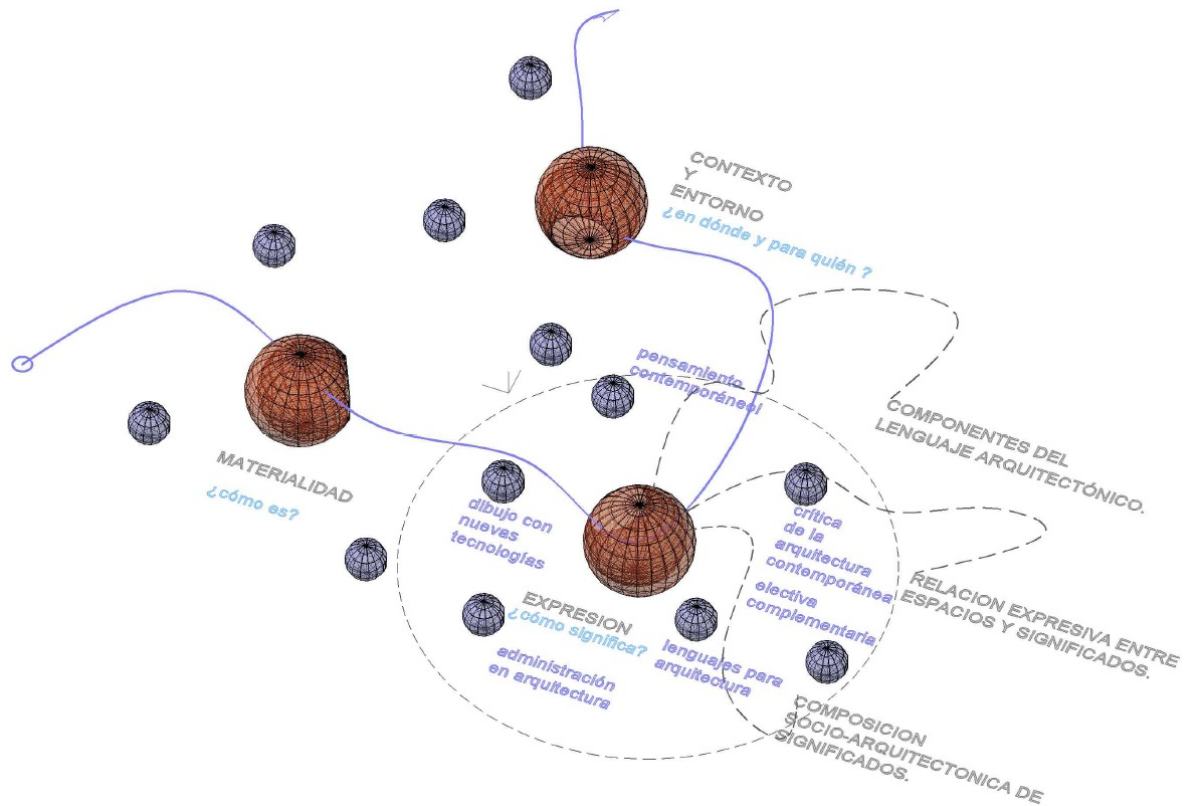 CONTEXTO
Y
ENTORNO
¿en dónde y para quién ?
pensamiento
contemporáneoI
COMPONENTES DEL
LENGUAJE ARQUITECTÓNICO.
MATERIALIDAD
¿cómo es?
dibujo con
nuevas
tecnologías
crítica
de la
arquitectura
contemporánea
electiva
complementaria
RELACION EXPRESIVA ENTRE
ESPACIOS Y SIGNIFICADOS.
EXPRESION
¿cómo significa?
administración
en arquitectura
lenguajes para
arquitectura
COMPOSICION
SOCIO-ARQUITECTONICA DE
SIGNIFICADOS.